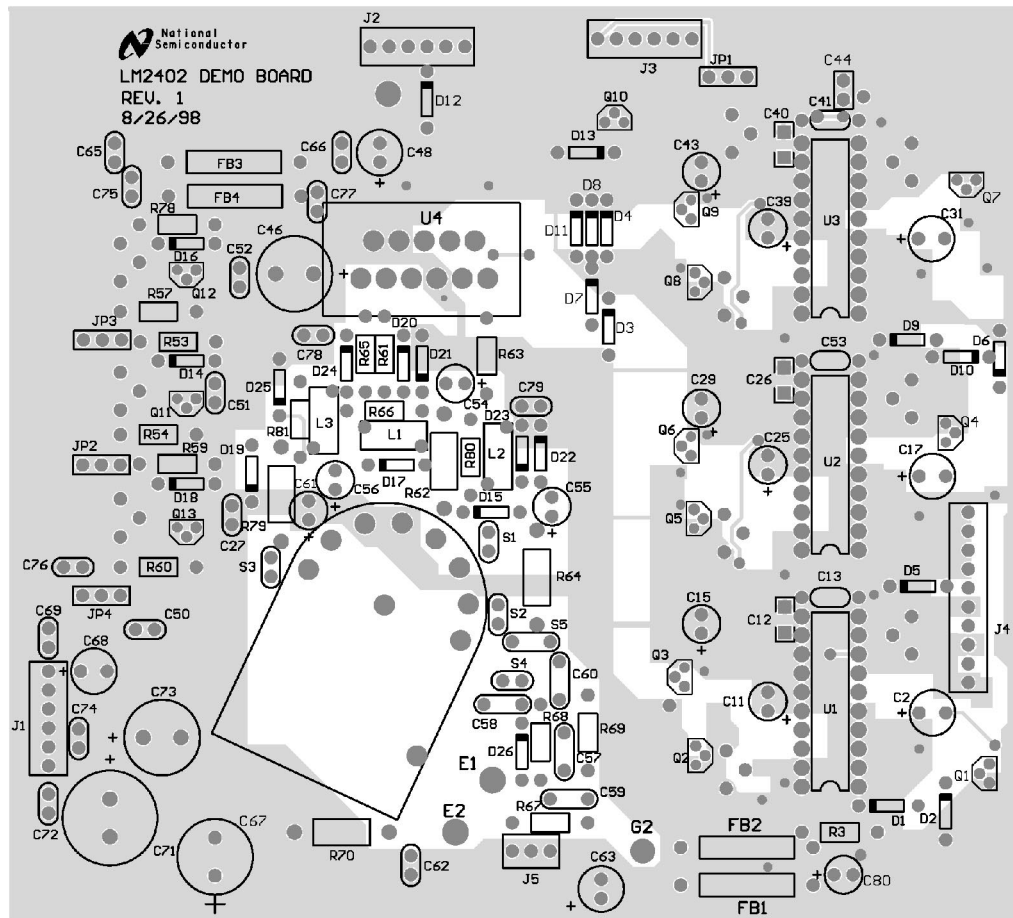 National
Semiconductor
LM2402 DEMO BOARD
REV. 1
8/26/98
J2
J3
JP1
C44
D12
Q10
C41
C40
C65
C66
C48
D13
C43
FB3
C75
FB4
C77
D8
Q7
R78
U4
D11
D4
Q9
C39
U3
C31
C46
D16
C52
Q12
Q8
R57
D7
D3
JP3
R53
C78
D20
D9
D6
R65
R61
D21
R63
C53
D14
D24
D10
D25
C26
C51
C54
C29
Q11
R66
D23
C79
R81
L3
L1
Q6
Q4
R54
JP2
R59
D19
R80
L2
D22
C25
U2
C17
D17
C61
C56
R62
D18
D15
C55
Q13
R79
C27
S1
Q5
S3
C76
R60
R64
D5
JP4
C13
S2
C15
C12
C69
C50
S5
J4
C68
Q3
S4
C60
C73
C58
C11
U1
C2
J1
C74
R68
R69
D26
C57
Q2
E1
Q1
C59
C72
C67
E2
R67
G2
FB2
D1
D2
R3
C71
R70
C62
J5
C63
C80
FB1